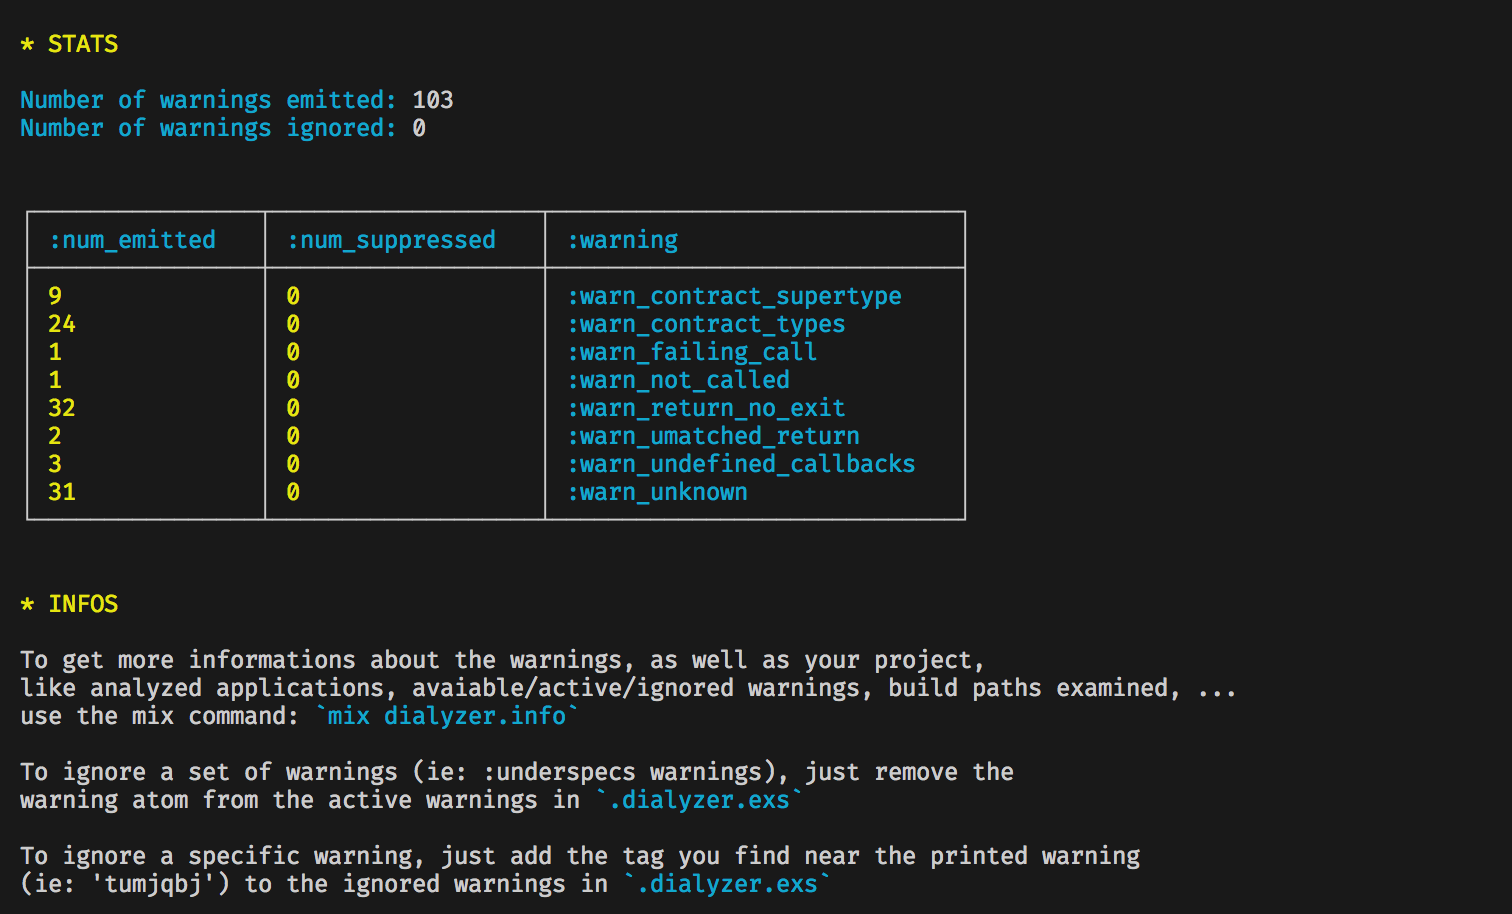 * STATS
Number of warnings emitted: 103
Number of warnings ignored: 0
:num_emitted :num_suppressed :warning
9 0 :warn_contract_supertype
24 0 :warn_contract_types
1 0 :warn_failing_call
1 0 :warn_not_called
32 0 :warn_return_no_exit
2 0 :warn_umatched_return
3 0 :warn_undefined_callbacks
31 0 :warn_unknown
* INFOS
To get more informations about the warnings, as well as your project,
like analyzed applications, avaiable/active/ignored warnings, build paths examined, ...
use the mix command: `mix dialyzer.info`
To ignore a set of warnings (ie: :underspecs warnings), just remove the
warning atom from the active warnings in `.dialyzer.exs`
To ignore a specific warning, just add the tag you find near the printed warning
(ie: 'tumjqbj') to the ignored warnings in `.dialyzer.exs`